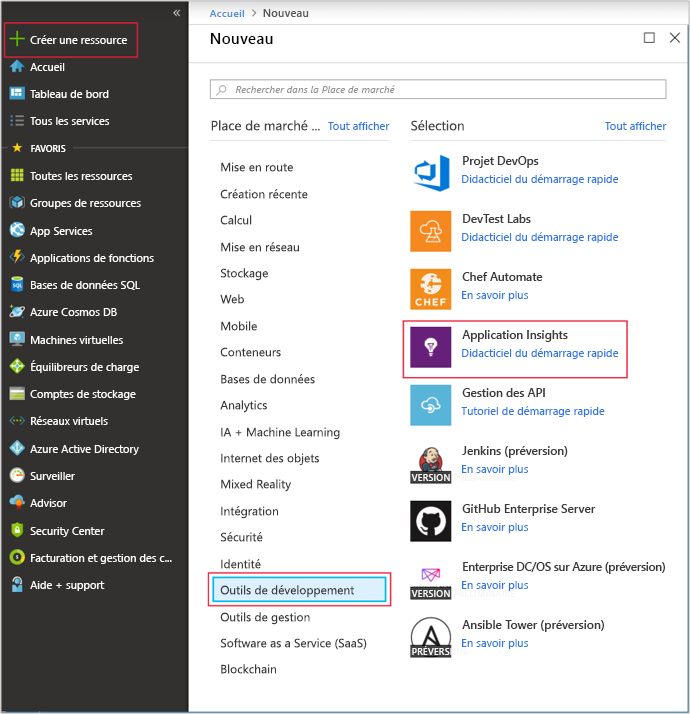 «
Créer une ressource
Accueil
Tableau de bord
Tous les services
FAVORIS
Toutes les ressources
Groupes de ressources
App Services
Applications de fonctions
Bases de données SQL
Azure Cosmos DB
Machines virtuelles
Équilibreurs de charge
Comptes de stockage
Réseaux virtuels
Azure Active Directory
Surveiller
Advisor
Security Center
Facturation et gestion des c...
Aide + support
Accueil > Nouveau
Nouveau
Rechercher dans la Place de marché
Place de marché ... Tout afficher
Mise en route
Création récente
Calcul
Mise en réseau
Stockage
Web
Mobile
Conteneurs
Bases de données
Analytics
IA + Machine Learning
Internet des objets
Mixed Reality
Intégration
Sécurité
Identité
Outils de développement
Outils de gestion
Software as a Service (SaaS)
Blockchain
Sélection Tout afficher
Projet DevOps
Didacticiel du démarrage rapide
DevTest Labs
Didacticiel du démarrage rapide
CHEF
Chef Automate
En savoir plus
Application Insights
Didacticiel du démarrage rapide
Gestion des API
Tutoriel de démarrage rapide
VERSION
Jenkins (préversion)
En savoir plus
GitHub Enterprise Server
En savoir plus
VERSION
Enterprise DC/OS sur Azure (préversion)
En savoir plus
PRÉVERS
Ansible Tower (préversion)
En savoir plus